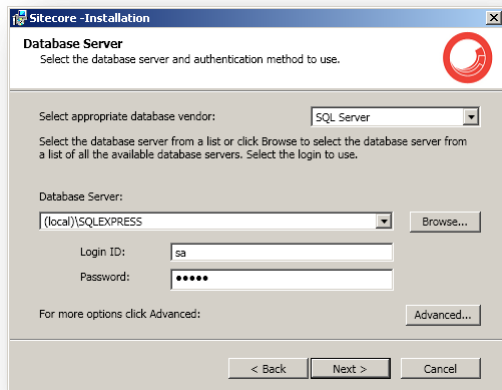 Sitecore -Installation
Database Server
Select the database server and authentication method to use.
Select appropriate database vendor:
SQL Server
Select the database server from a list or click Browse to select the database server from
a list of all the available database servers. Select the login to use.
Database Server:
(local)\SQLEXPRESS
Browse...
Login ID:
sa
Password:
•••••
For more options click Advanced:
Advanced...
< Back
Next >
Cancel